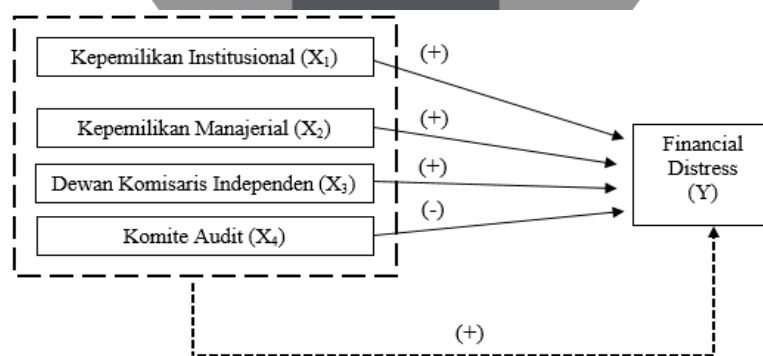 Kepemilikan Institusional (X₁)
(+)
Kepemilikan Manajerial (X₂)
(+)
Dewan Komisaris Independen (X₃)
(+)
Komite Audit (X₄)
(-)
Financial
Distress
(Y)
(+)